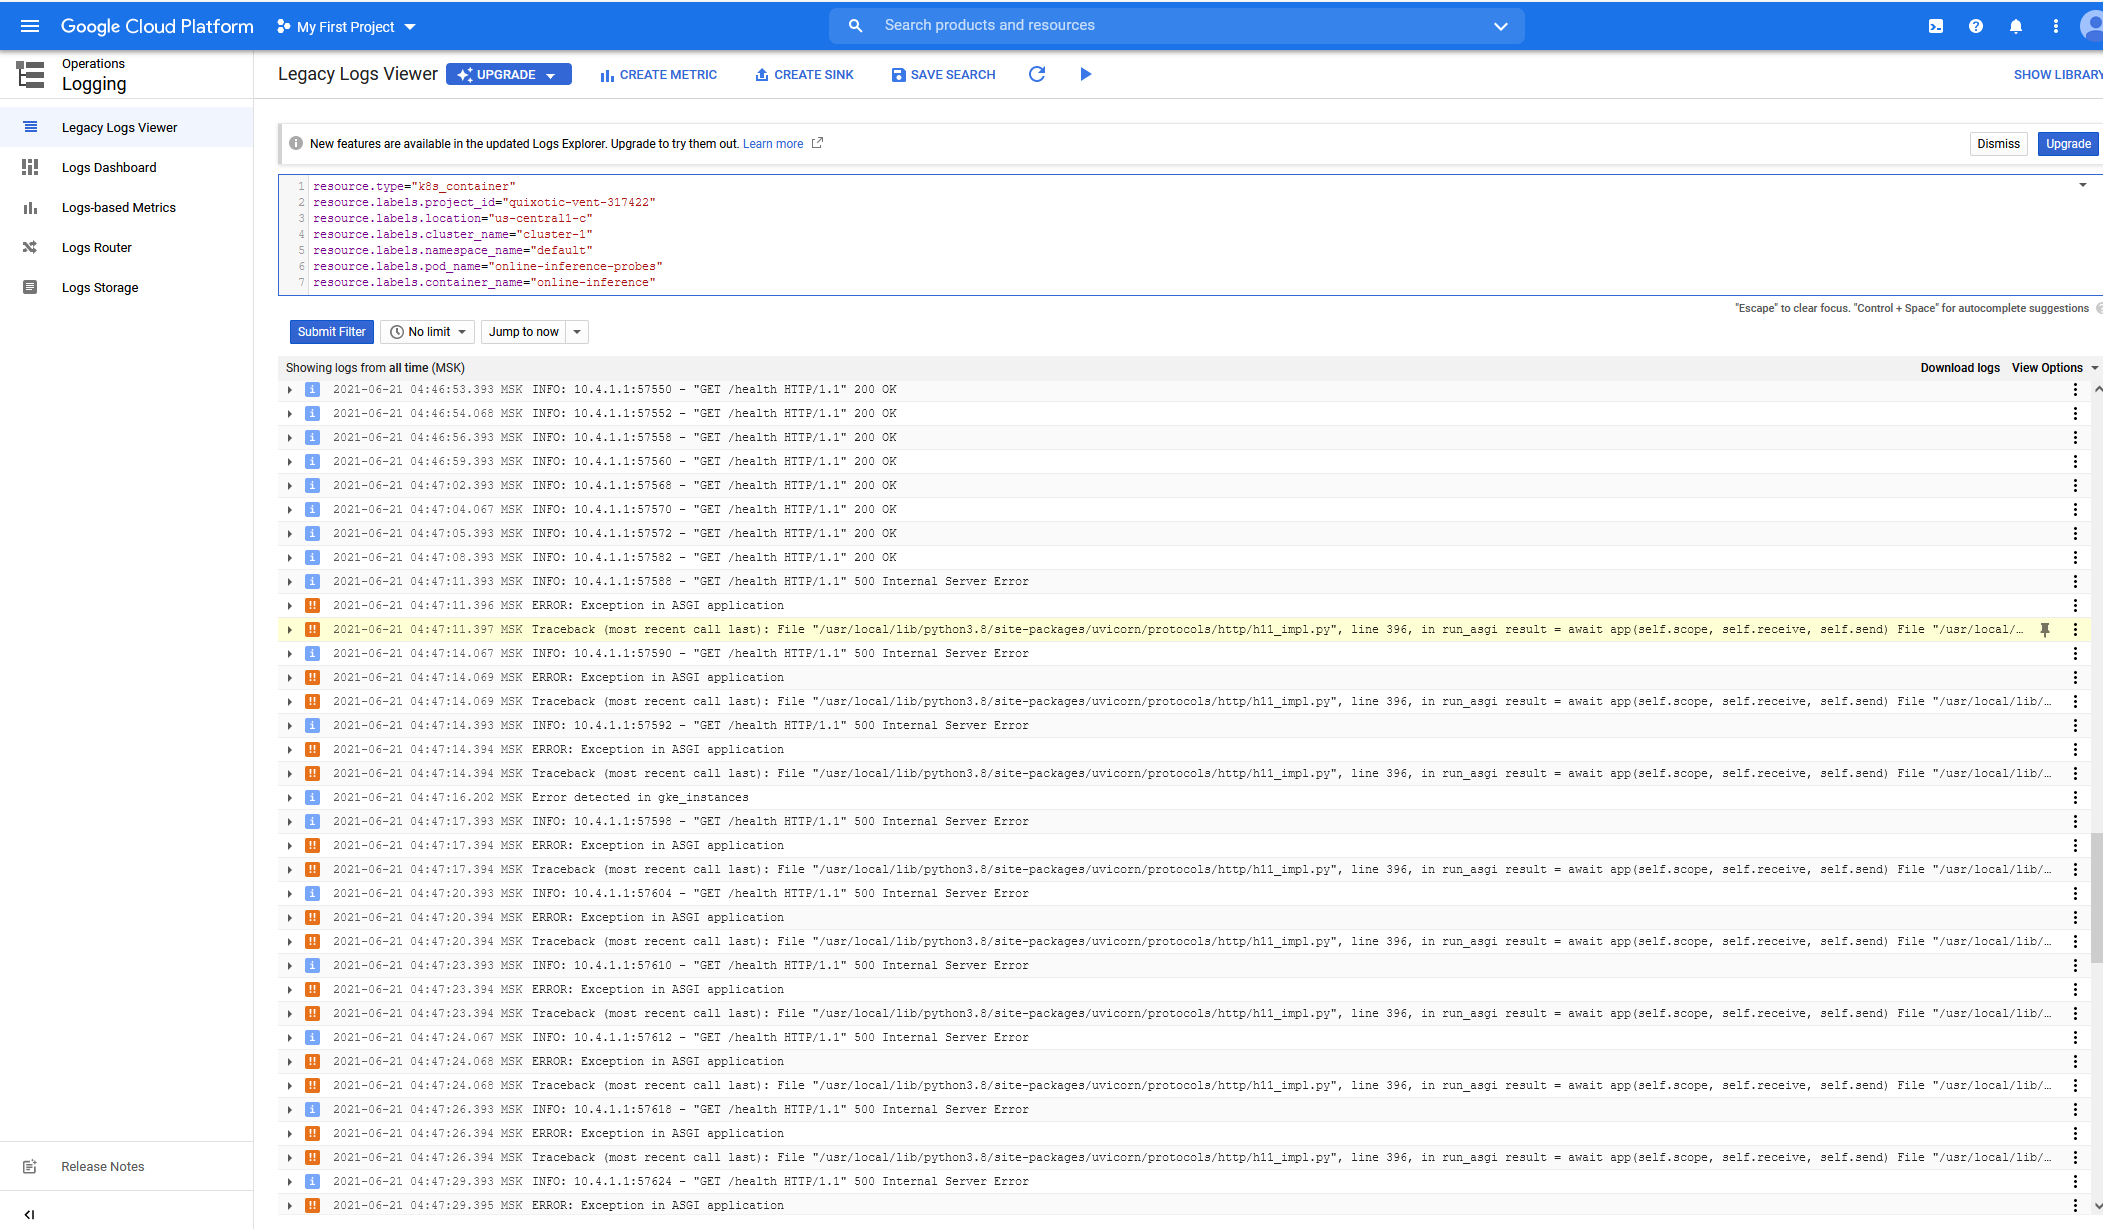 Google Cloud Platform
My First Project
Search products and resources
Operations
Logging
Legacy Logs Viewer
UPGRADE
CREATE METRIC
CREATE SINK
SAVE SEARCH
SHOW LIBRARY
Legacy Logs Viewer
Logs Dashboard
Logs-based Metrics
Logs Router
Logs Storage
New features are available in the updated Logs Explorer. Upgrade to try them out. Learn more
Dismiss
Upgrade
1 resource.type="k8s_container"
2 resource.labels.project_id="quixotic-vent-317422"
3 resource.labels.location="us-central1-c"
4 resource.labels.cluster_name="cluster-1"
5 resource.labels.namespace_name="default"
6 resource.labels.pod_name="online-inference-probes"
7 resource.labels.container_name="online-inference"
"Escape" to clear focus. "Control + Space" for autocomplete suggestions
Submit Filter
No limit
Jump to now
Showing logs from all time (MSK)
Download logs
View Options
2021-06-21 04:46:53.393 MSK INFO: 10.4.1.1:57550 - "GET /health HTTP/1.1" 200 OK
2021-06-21 04:46:54.068 MSK INFO: 10.4.1.1:57552 - "GET /health HTTP/1.1" 200 OK
2021-06-21 04:46:56.393 MSK INFO: 10.4.1.1:57558 - "GET /health HTTP/1.1" 200 OK
2021-06-21 04:46:59.393 MSK INFO: 10.4.1.1:57560 - "GET /health HTTP/1.1" 200 OK
2021-06-21 04:47:02.393 MSK INFO: 10.4.1.1:57568 - "GET /health HTTP/1.1" 200 OK
2021-06-21 04:47:04.067 MSK INFO: 10.4.1.1:57570 - "GET /health HTTP/1.1" 200 OK
2021-06-21 04:47:05.393 MSK INFO: 10.4.1.1:57572 - "GET /health HTTP/1.1" 200 OK
2021-06-21 04:47:08.393 MSK INFO: 10.4.1.1:57582 - "GET /health HTTP/1.1" 200 OK
2021-06-21 04:47:11.393 MSK INFO: 10.4.1.1:57588 - "GET /health HTTP/1.1" 500 Internal Server Error
2021-06-21 04:47:11.396 MSK ERROR: Exception in ASGI application
2021-06-21 04:47:11.397 MSK Traceback (most recent call last): File "/usr/local/lib/python3.8/site-packages/uvicorn/protocols/http/h11_impl.py", line 396, in run_asgi result = await app(self.scope, self.receive, self.send) File "/usr/local/…
2021-06-21 04:47:14.067 MSK INFO: 10.4.1.1:57590 - "GET /health HTTP/1.1" 500 Internal Server Error
2021-06-21 04:47:14.069 MSK ERROR: Exception in ASGI application
2021-06-21 04:47:14.069 MSK Traceback (most recent call last): File "/usr/local/lib/python3.8/site-packages/uvicorn/protocols/http/h11_impl.py", line 396, in run_asgi result = await app(self.scope, self.receive, self.send) File "/usr/local/lib/…
2021-06-21 04:47:14.393 MSK INFO: 10.4.1.1:57592 - "GET /health HTTP/1.1" 500 Internal Server Error
2021-06-21 04:47:14.394 MSK ERROR: Exception in ASGI application
2021-06-21 04:47:14.394 MSK Traceback (most recent call last): File "/usr/local/lib/python3.8/site-packages/uvicorn/protocols/http/h11_impl.py", line 396, in run_asgi result = await app(self.scope, self.receive, self.send) File "/usr/local/lib/…
2021-06-21 04:47:16.202 MSK Error detected in gke_instances
2021-06-21 04:47:17.393 MSK INFO: 10.4.1.1:57598 - "GET /health HTTP/1.1" 500 Internal Server Error
2021-06-21 04:47:17.394 MSK ERROR: Exception in ASGI application
2021-06-21 04:47:17.394 MSK Traceback (most recent call last): File "/usr/local/lib/python3.8/site-packages/uvicorn/protocols/http/h11_impl.py", line 396, in run_asgi result = await app(self.scope, self.receive, self.send) File "/usr/local/lib/…
2021-06-21 04:47:20.393 MSK INFO: 10.4.1.1:57604 - "GET /health HTTP/1.1" 500 Internal Server Error
2021-06-21 04:47:20.394 MSK ERROR: Exception in ASGI application
2021-06-21 04:47:20.394 MSK Traceback (most recent call last): File "/usr/local/lib/python3.8/site-packages/uvicorn/protocols/http/h11_impl.py", line 396, in run_asgi result = await app(self.scope, self.receive, self.send) File "/usr/local/lib/…
2021-06-21 04:47:23.393 MSK INFO: 10.4.1.1:57610 - "GET /health HTTP/1.1" 500 Internal Server Error
2021-06-21 04:47:23.394 MSK ERROR: Exception in ASGI application
2021-06-21 04:47:23.394 MSK Traceback (most recent call last): File "/usr/local/lib/python3.8/site-packages/uvicorn/protocols/http/h11_impl.py", line 396, in run_asgi result = await app(self.scope, self.receive, self.send) File "/usr/local/lib/…
2021-06-21 04:47:24.067 MSK INFO: 10.4.1.1:57612 - "GET /health HTTP/1.1" 500 Internal Server Error
2021-06-21 04:47:24.068 MSK ERROR: Exception in ASGI application
2021-06-21 04:47:24.068 MSK Traceback (most recent call last): File "/usr/local/lib/python3.8/site-packages/uvicorn/protocols/http/h11_impl.py", line 396, in run_asgi result = await app(self.scope, self.receive, self.send) File "/usr/local/lib/…
2021-06-21 04:47:26.393 MSK INFO: 10.4.1.1:57618 - "GET /health HTTP/1.1" 500 Internal Server Error
2021-06-21 04:47:26.394 MSK ERROR: Exception in ASGI application
2021-06-21 04:47:26.394 MSK Traceback (most recent call last): File "/usr/local/lib/python3.8/site-packages/uvicorn/protocols/http/h11_impl.py", line 396, in run_asgi result = await app(self.scope, self.receive, self.send) File "/usr/local/lib/…
2021-06-21 04:47:29.393 MSK INFO: 10.4.1.1:57624 - "GET /health HTTP/1.1" 500 Internal Server Error
2021-06-21 04:47:29.395 MSK ERROR: Exception in ASGI application
Release Notes